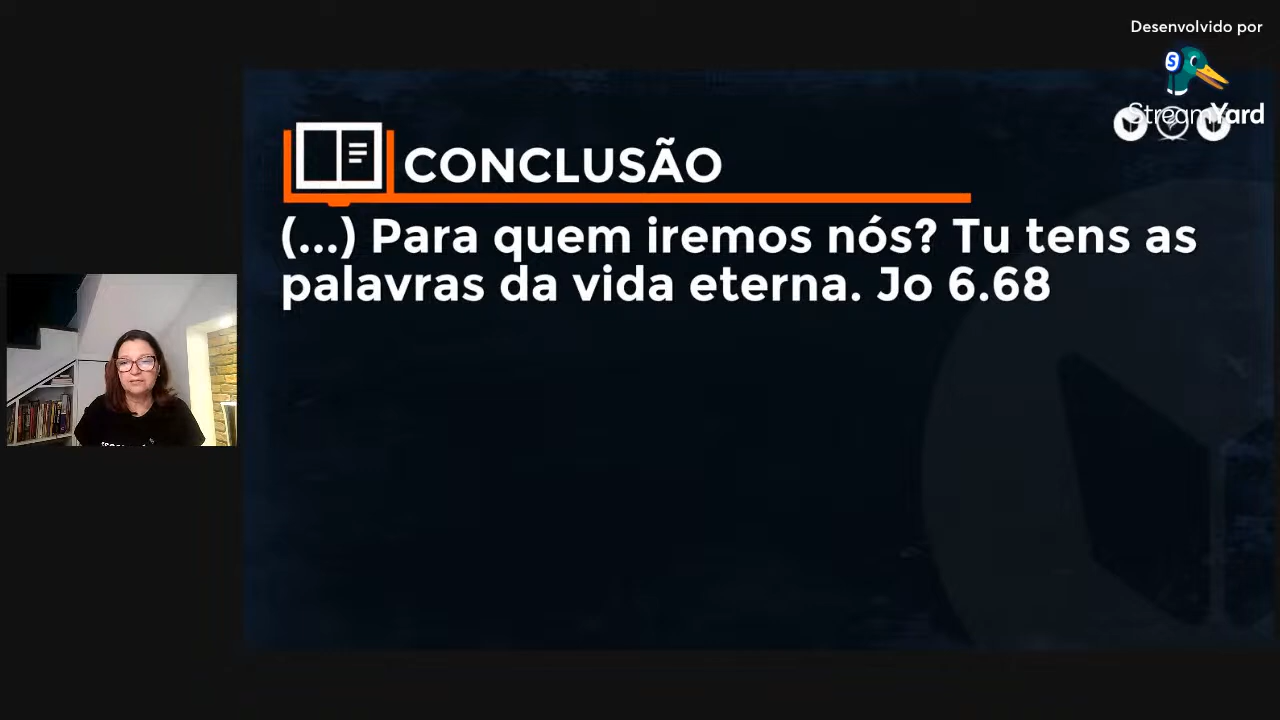 Desenvolvido por
StreamYard
CONCLUSÃO
(...) Para quem iremos nós? Tu tens as
palavras da vida eterna. Jo 6.68